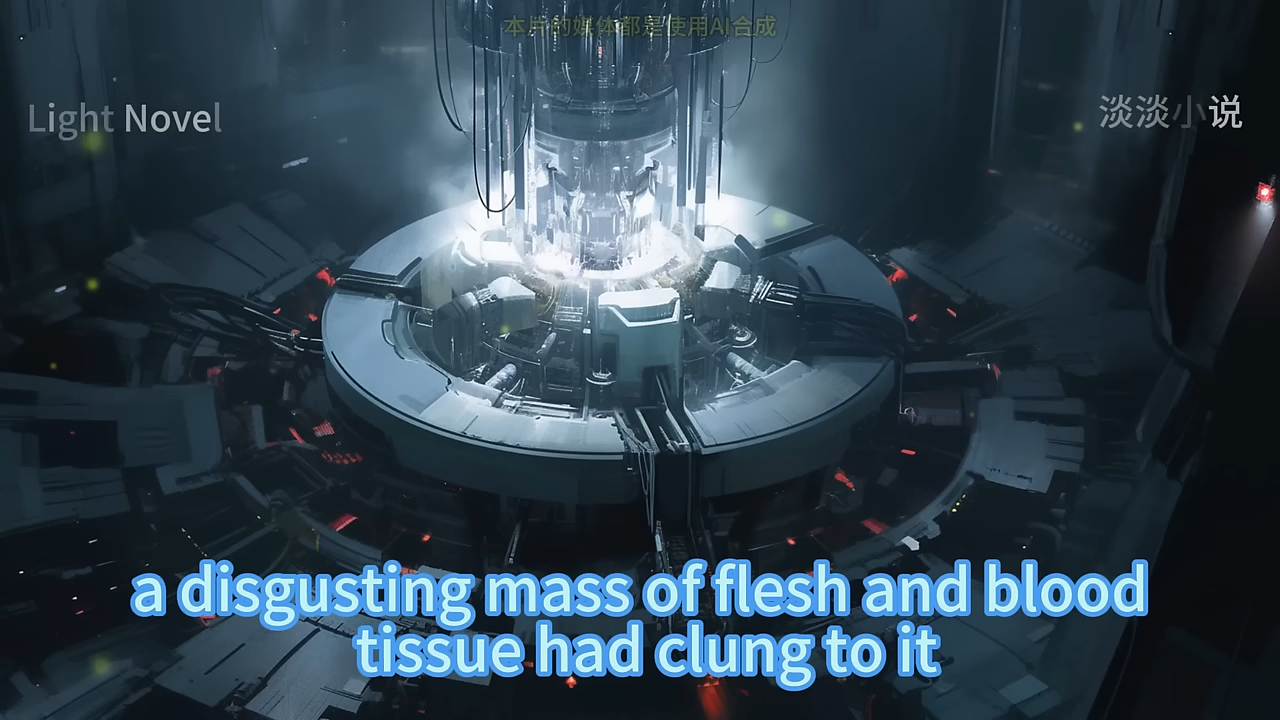 本片的媒体都是使用AI合成
Light Novel
淡淡小说
a disgusting mass of flesh and blood
tissue had clung to it